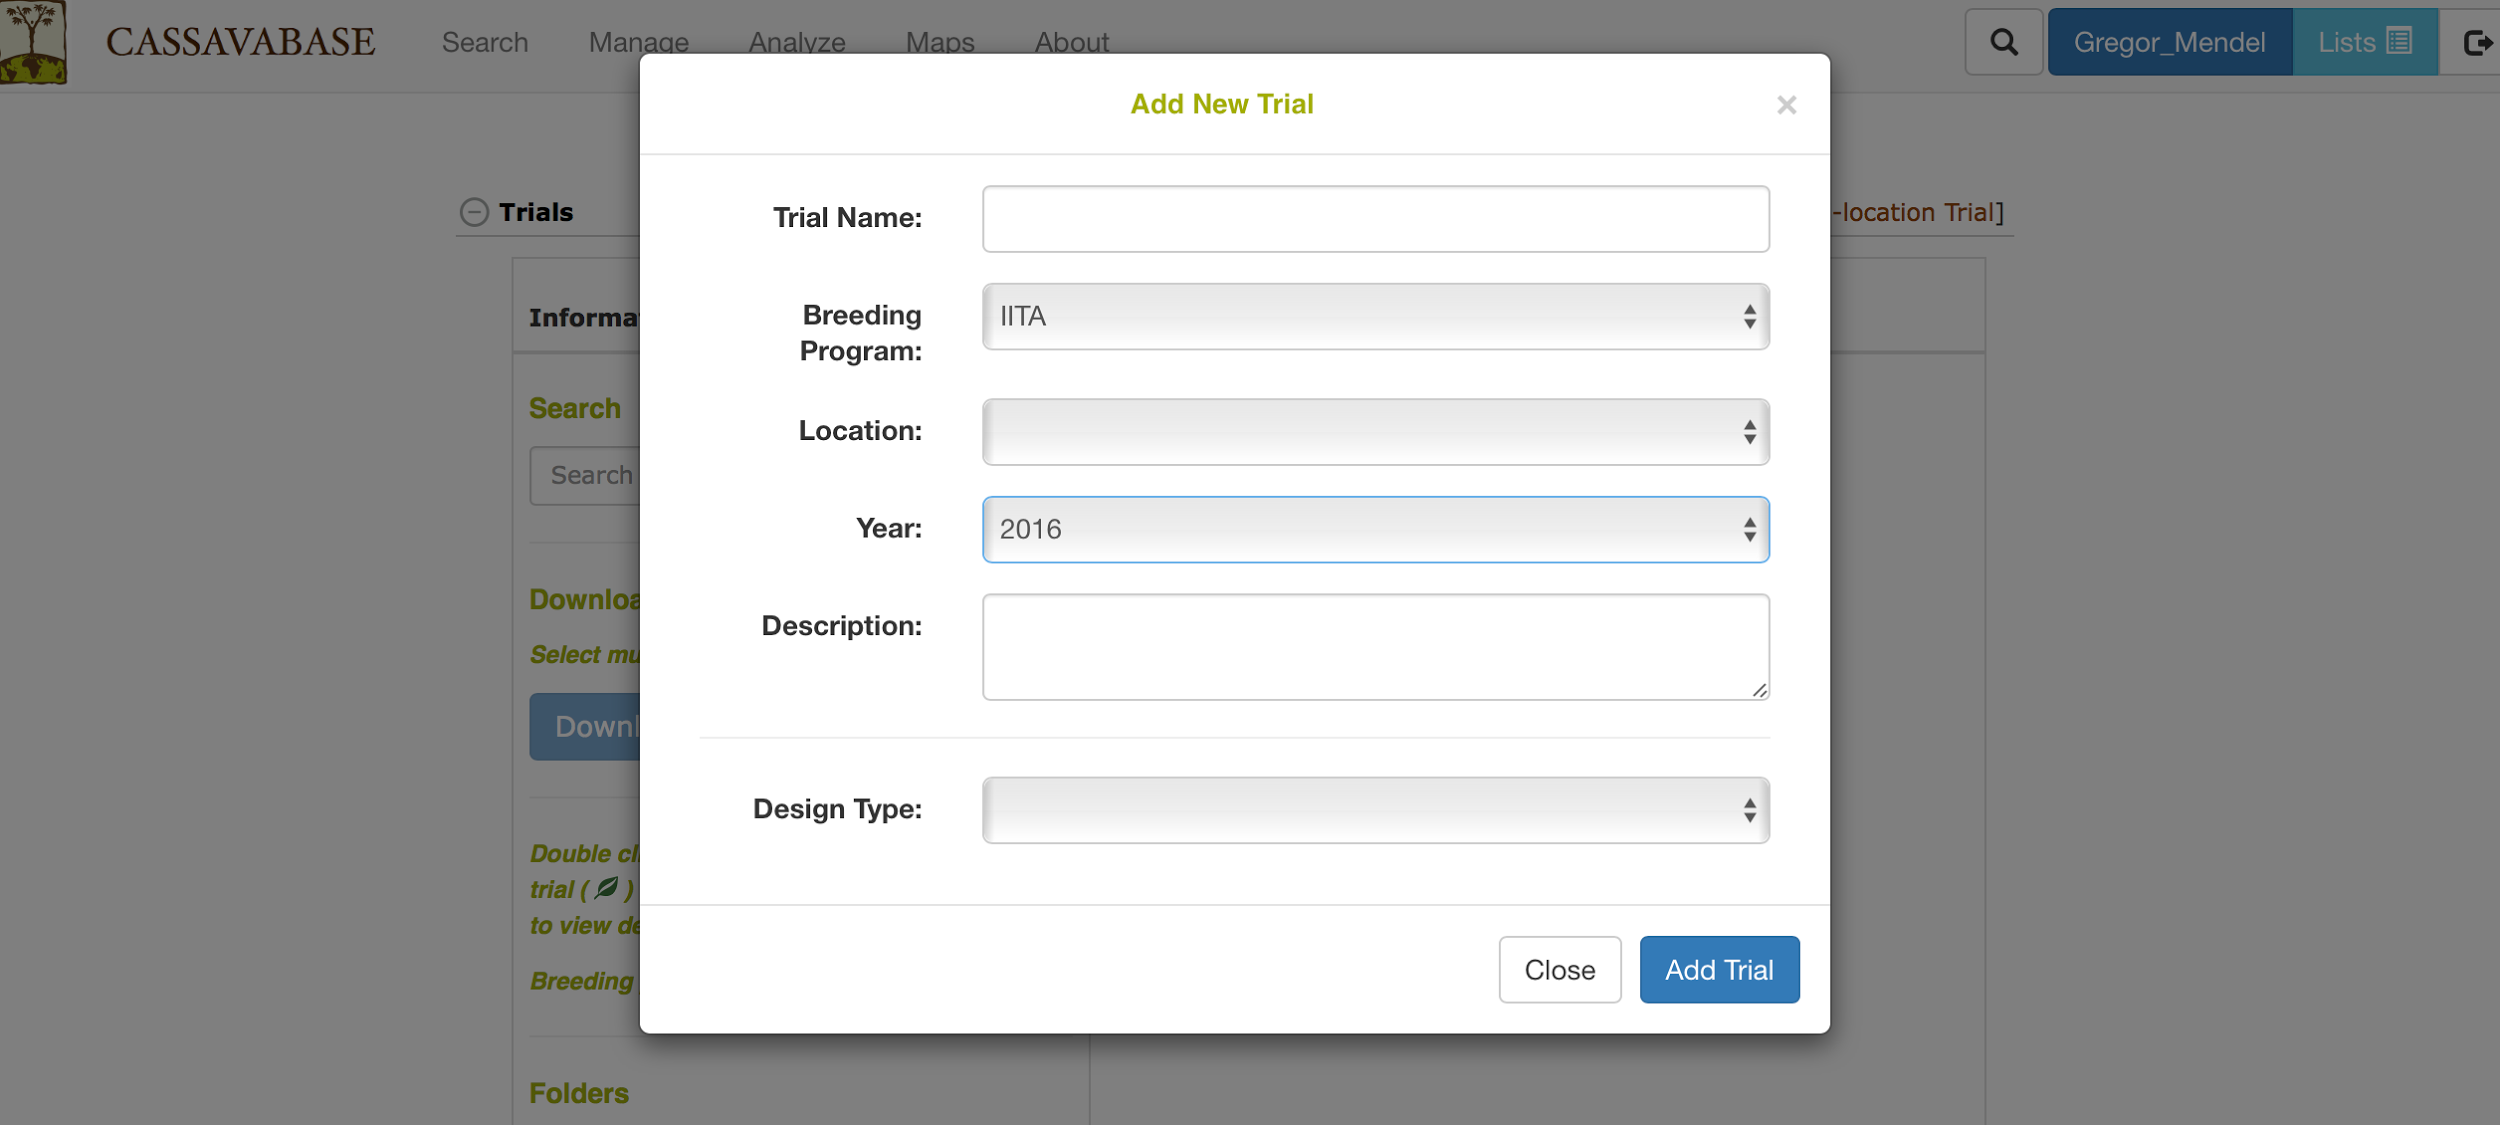 CASSAVABASE Search Manage Analyze Maps About Gregor_Mendel Lists
Add New Trial ×
Trials
-location Trial]
Trial Name:
Informa
Breeding Program: IITA
Search
Search
Location:
Year: 2016
Downloa
Description:
Select mu
Downl
Design Type:
Double cli
trial ( )
to view de
Breeding
Close Add Trial
Folders